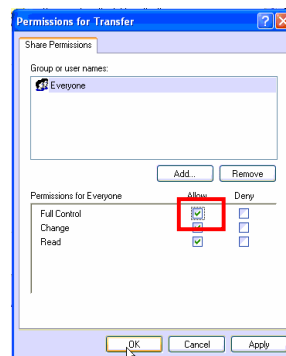 Permissions for Transfer
Share Permissions
Group or user names:
Everyone
Add... Remove
Permissions for Everyone Allow Deny
Full Control
Change
Read
OK Cancel Apply